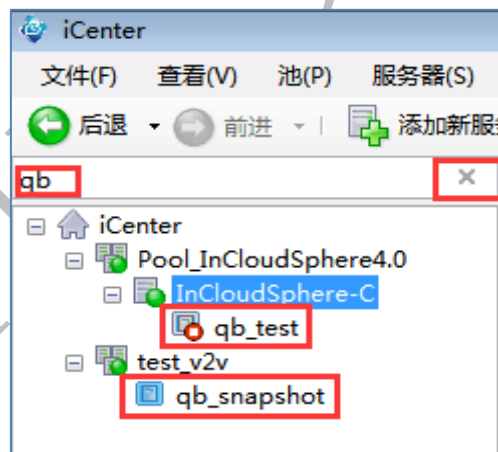 iCenter
文件(F) 查看(V) 池(P) 服务器(S)
后退 前进 添加新服
qb
iCenter
Pool_InCloudSphere4.0
InCloudSphere-C
qb_test
test_v2v
qb_snapshot